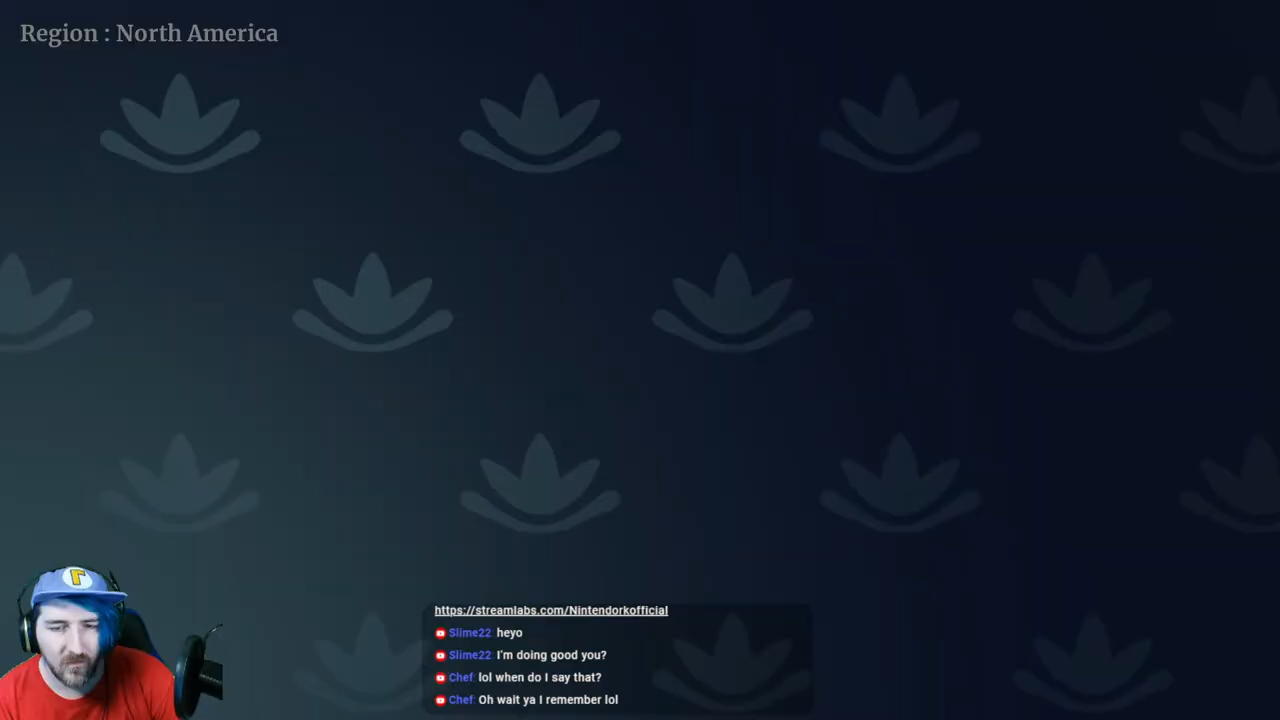 Region : North America
https://streamlabs.com/Nintendorkofficial
Slime22: heyo
Slime22: I'm doing good you?
Chef: lol when do I say that?
Chef: Oh wait ya I remember lol